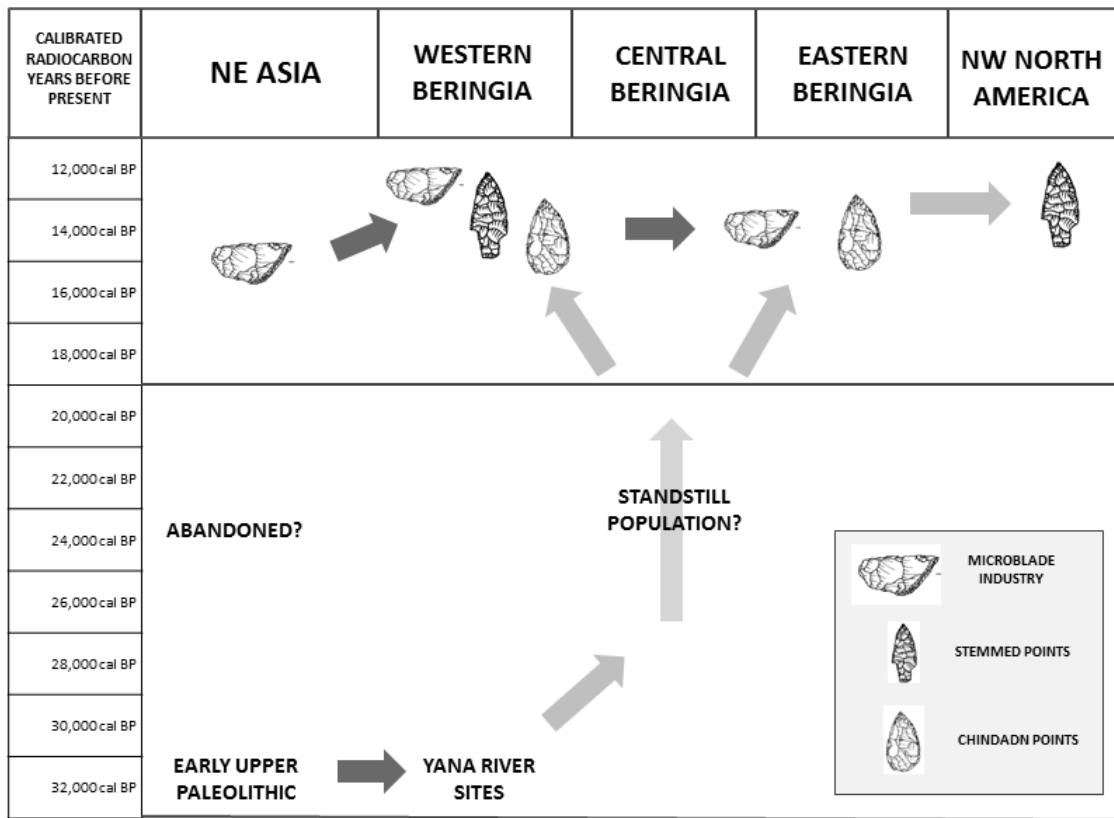 CALIBRATED
RADIOCARBON
YEARS BEFORE
PRESENT
NE ASIA
WESTERN
BERINGIA
CENTRAL
BERINGIA
EASTERN
BERINGIA
NW NORTH
AMERICA
12,000 cal BP
14,000 cal BP
16,000 cal BP
18,000 cal BP
20,000 cal BP
22,000 cal BP
24,000 cal BP
26,000 cal BP
28,000 cal BP
30,000 cal BP
32,000 cal BP
ABANDONED?
STANDSTILL
POPULATION?
EARLY UPPER
PALEOLITHIC
YANA RIVER
SITES
MICROBLADE
INDUSTRY
STEMMED POINTS
CHINDADN POINTS